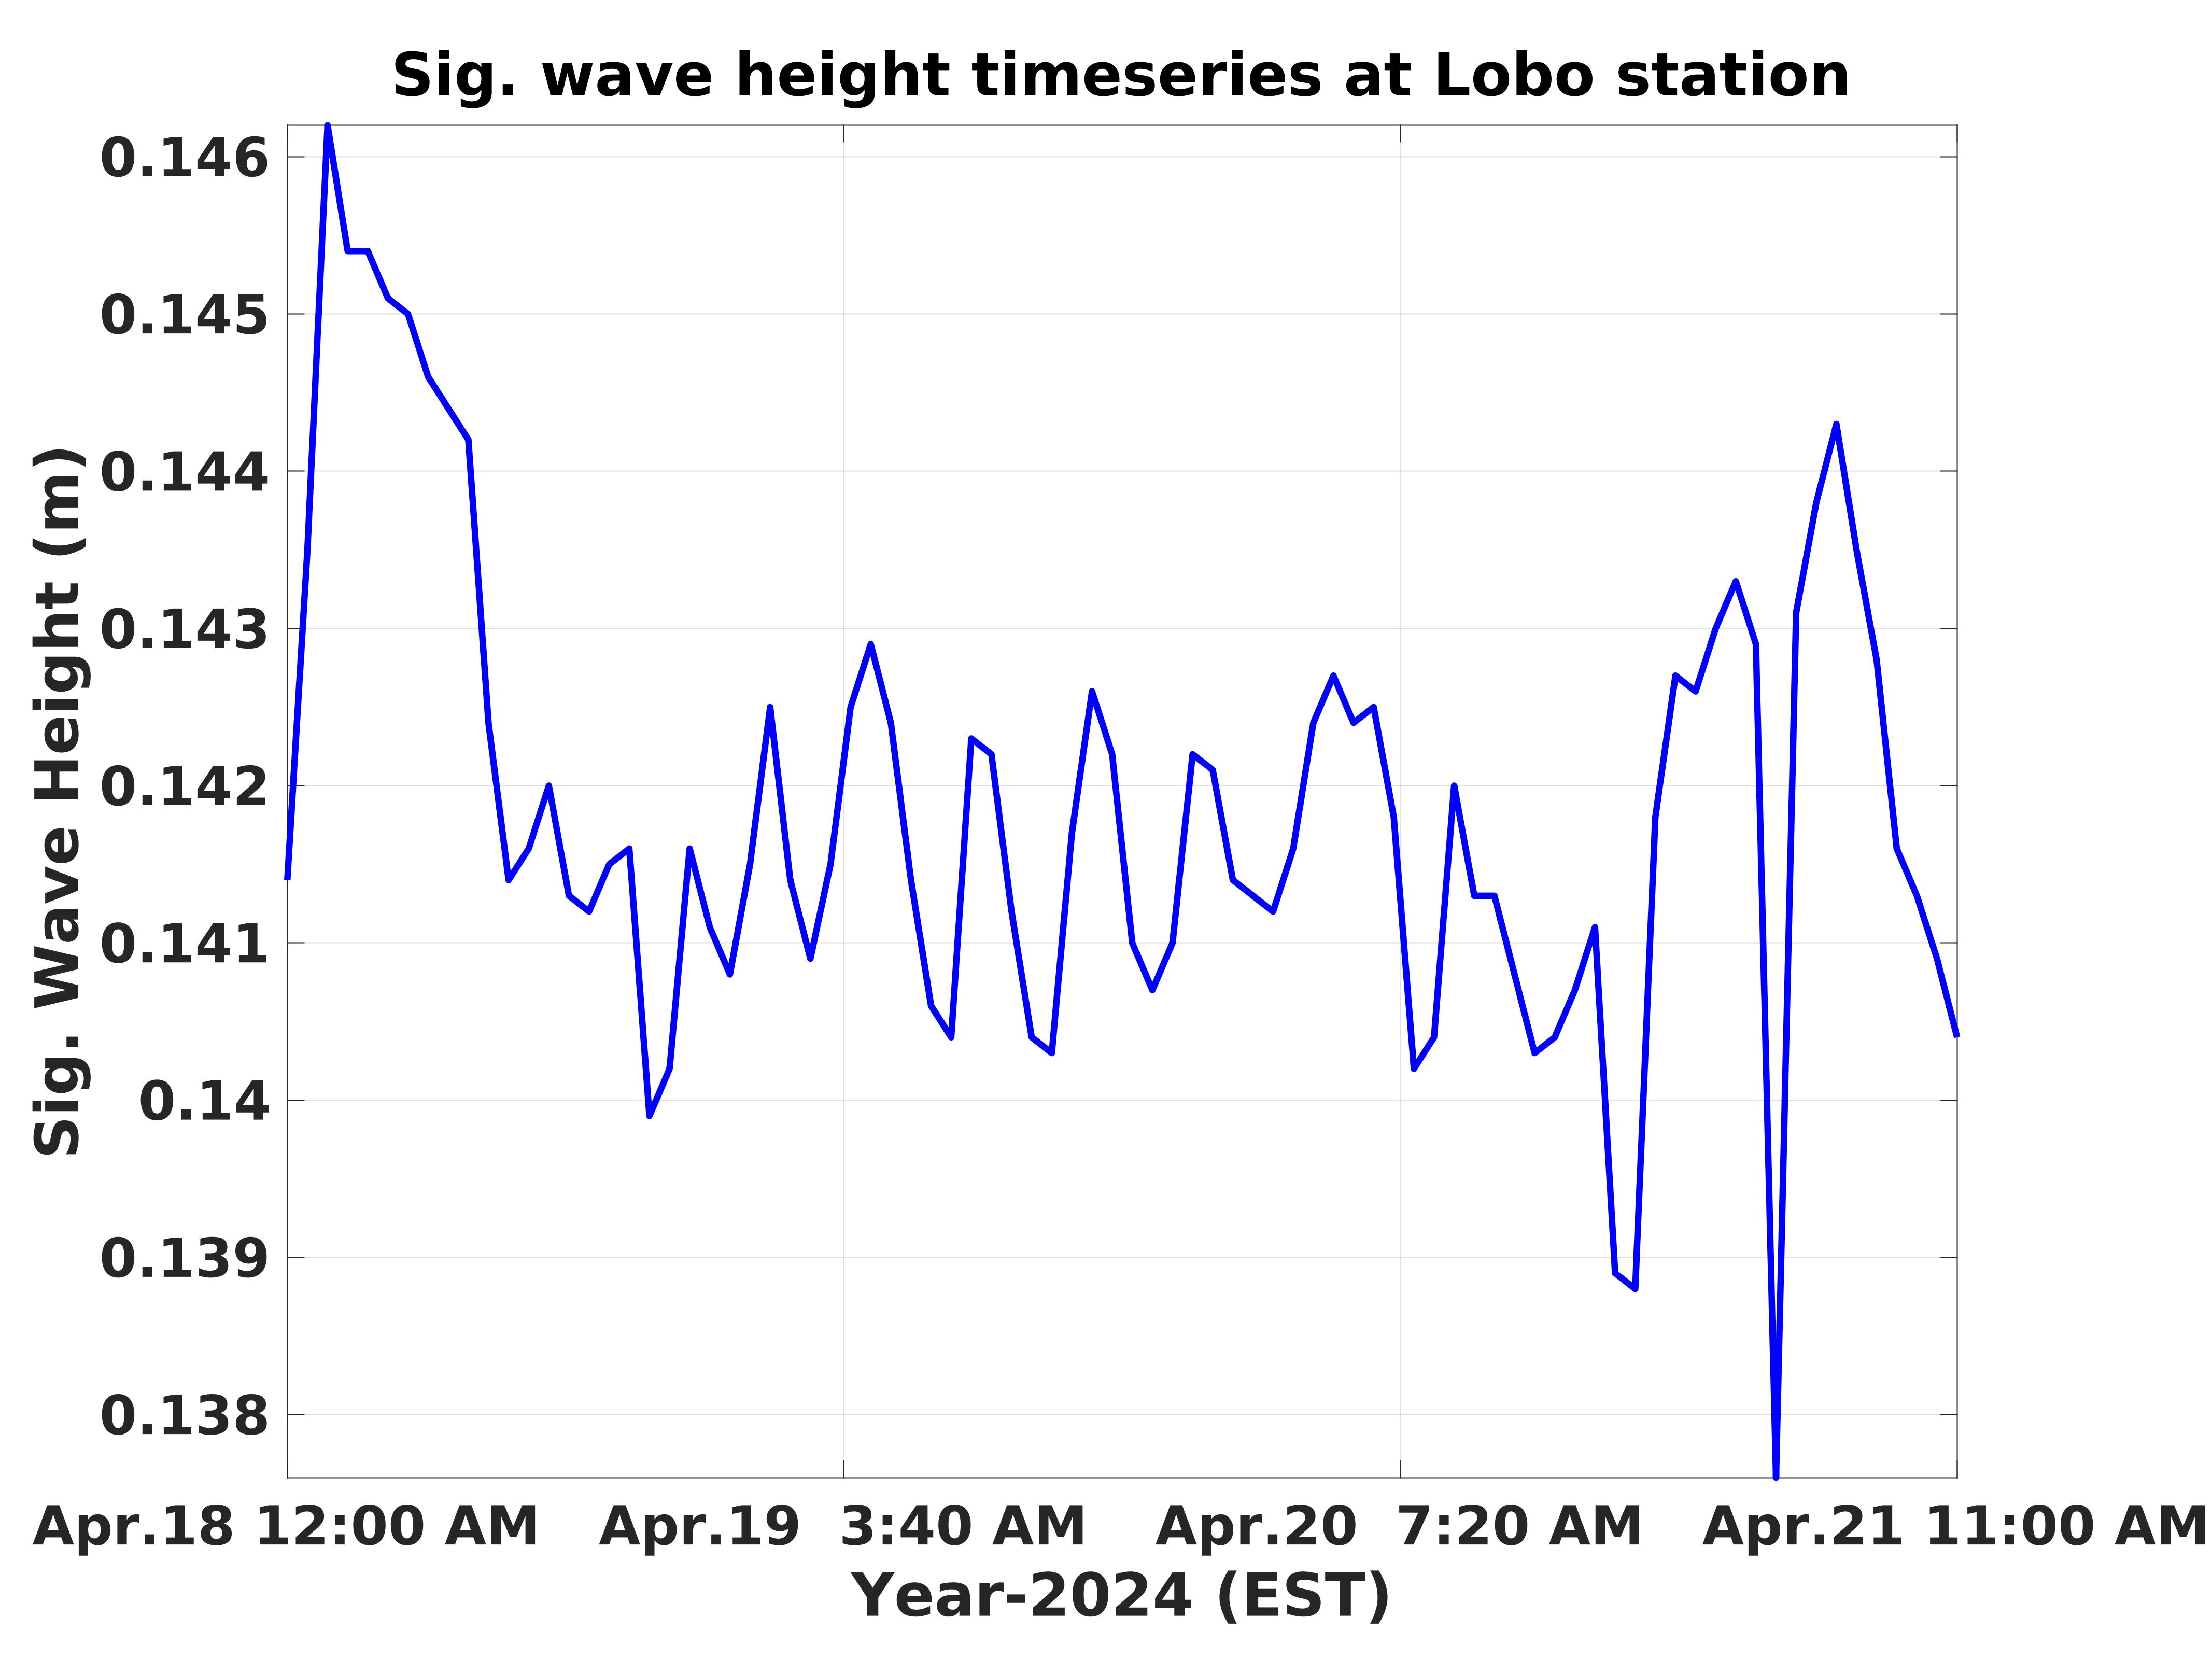 Sig. wave height timeseries at Lobo station
Sig. Wave Height (m)
0.146
0.145
0.144
0.143
0.142
0.141
0.14
0.139
0.138
Apr.18 12:00 AM
Apr.19  3:40 AM
Apr.20  7:20 AM
Apr.21 11:00 AM
Year-2024 (EST)